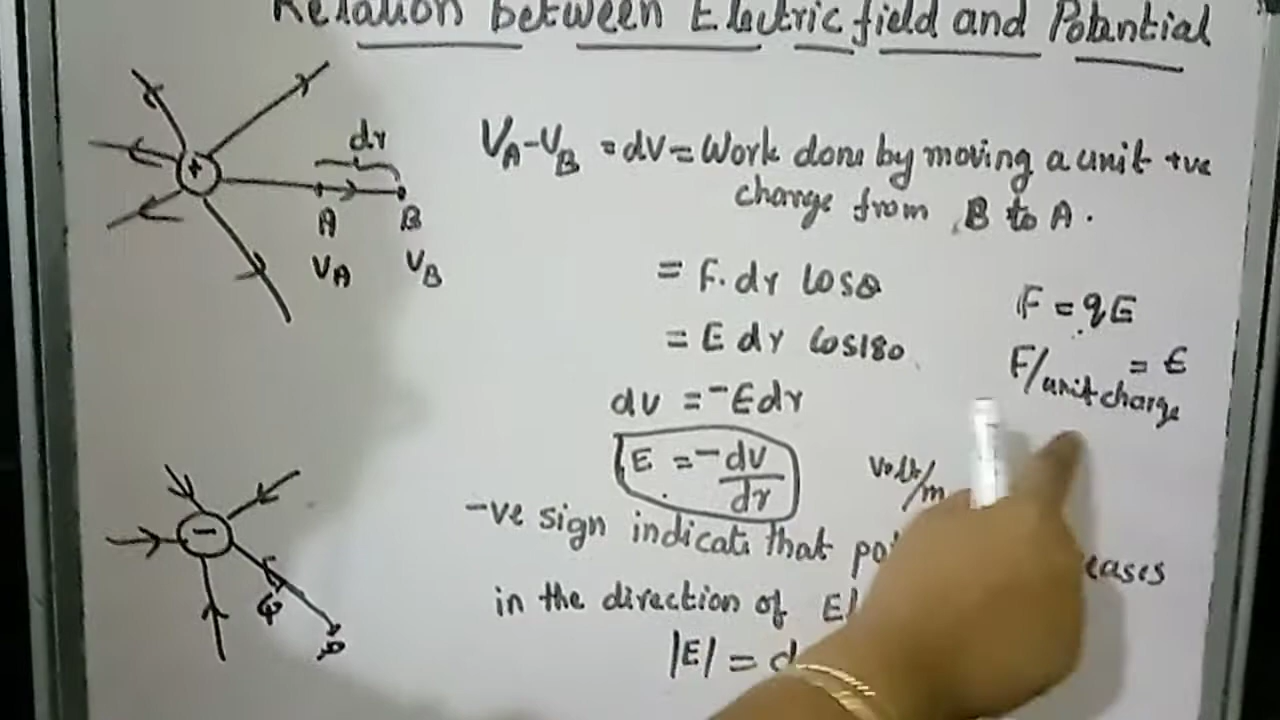 Relation between Electric field and Potential
+
dr
A
B
VA
VB
VA-VB = dV = Work done by moving a unit +ve
charge from B to A.
= F. dr cosθ
= E dr cos180
dv = -Edr
E = -dv/dr
F = qE
F/unit charge = E
Volt/m
-ve sign indicate that
in the direction of
|E| = d
-
Q
P